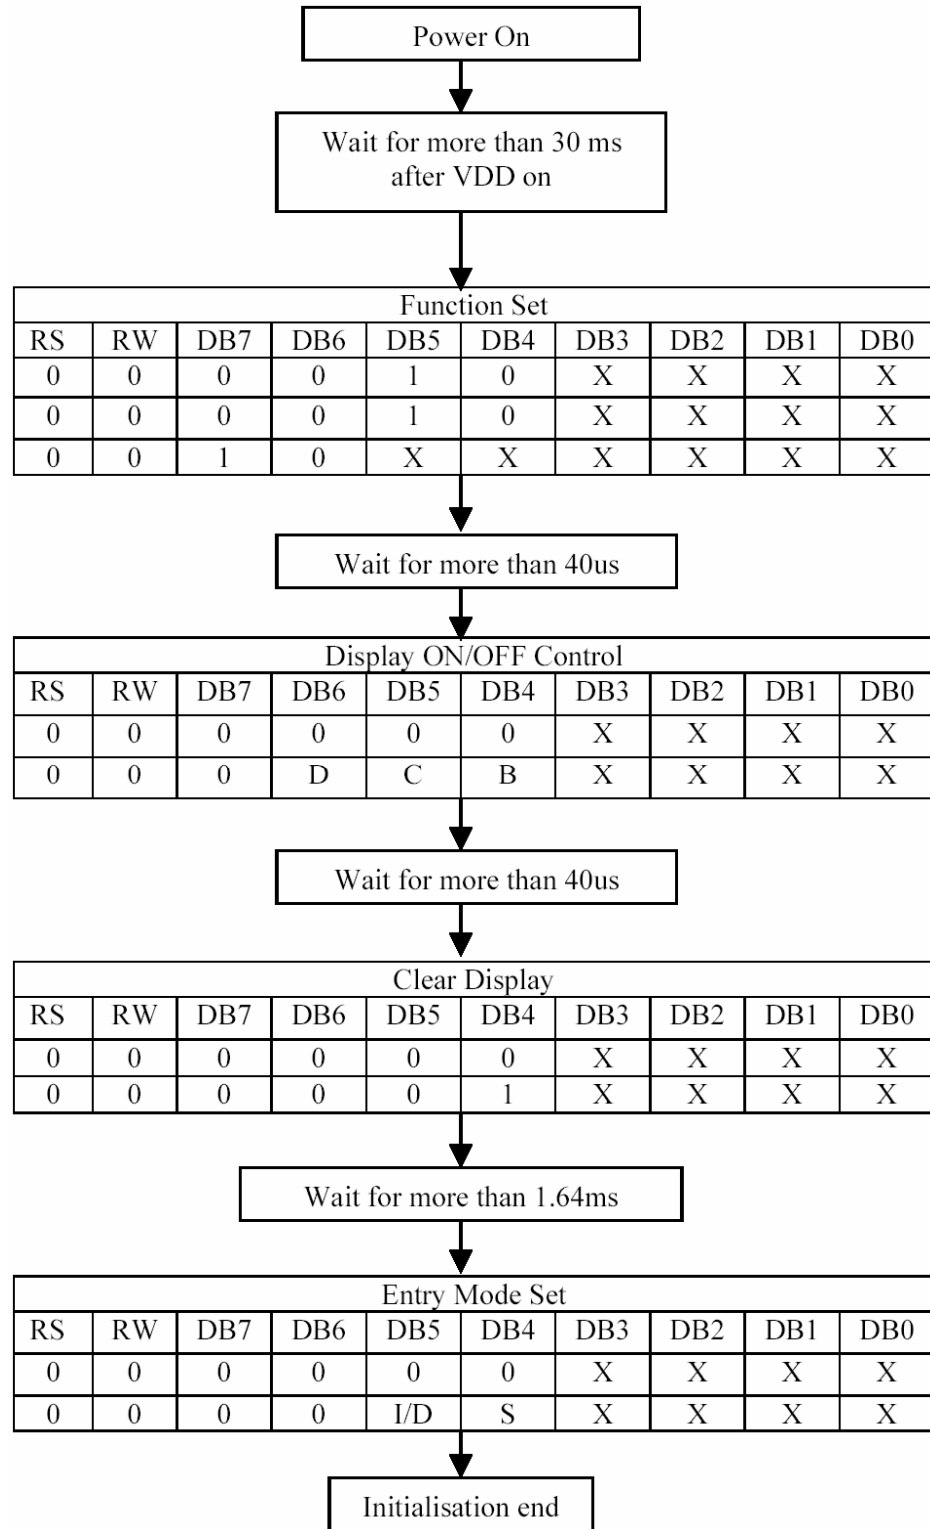 Power On
Wait for more than 30 ms
after VDD on
Function Set
RS RW DB7 DB6 DB5 DB4 DB3 DB2 DB1 DB0
0 0 0 0 1 0 X X X X
0 0 0 0 1 0 X X X X
0 0 1 0 X X X X X X
Wait for more than 40us
Display ON/OFF Control
RS RW DB7 DB6 DB5 DB4 DB3 DB2 DB1 DB0
0 0 0 0 0 0 X X X X
0 0 0 D C B X X X X
Wait for more than 40us
Clear Display
RS RW DB7 DB6 DB5 DB4 DB3 DB2 DB1 DB0
0 0 0 0 0 0 X X X X
0 0 0 0 0 1 X X X X
Wait for more than 1.64ms
Entry Mode Set
RS RW DB7 DB6 DB5 DB4 DB3 DB2 DB1 DB0
0 0 0 0 0 0 X X X X
0 0 0 0 I/D S X X X X
Initialisation end